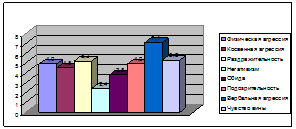 8
7
6
5
4
3
2
1
0
Физическая агрессия
Косвенная агрессия
Раздражительность
Негативизм
Обида
Подозрительность
Вербальная агрессия
Чувство вины